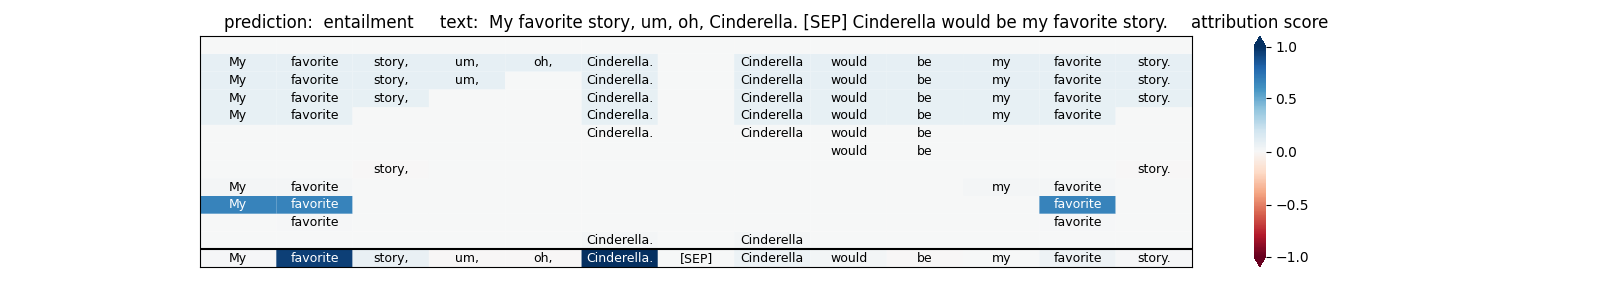 prediction: entailment text: My favorite story, um, oh, Cinderella. [SEP] Cinderella would be my favorite story. attribution score
My favorite story, um, oh, Cinderella. Cinderella would be my favorite story.
My favorite story, um, Cinderella. Cinderella would be my favorite story.
My favorite story, Cinderella. Cinderella would be my favorite story.
My favorite Cinderella. Cinderella would be my favorite
Cinderella. Cinderella would be
would be
story, story.
My favorite my favorite
My favorite favorite
favorite favorite
Cinderella. Cinderella
My favorite story, um, oh, Cinderella. [SEP] Cinderella would be my favorite story.
1.0
0.5
0.0
−0.5
−1.0